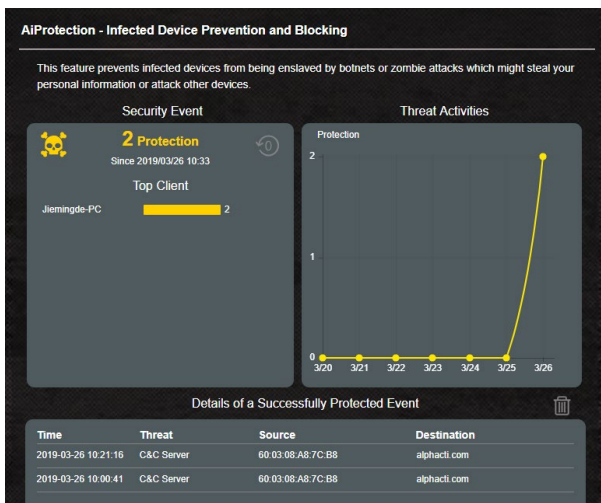 AiProtection - Infected Device Prevention and Blocking
This feature prevents infected devices from being enslaved by botnets or zombie attacks which might steal your
personal information or attack other devices.
Security Event
2 Protection
0
Since 2019/03/26 10:33
Top Client
Jiemingde-PC 2
Threat Activities
Protection
2
1
0
3/20 3/21 3/22 3/23 3/24 3/25 3/26
Details of a Successfully Protected Event
Time Threat Source Destination
2019-03-26 10:21:16 C&C Server 60:03:08:A8:7C:B8 alphacti.com
2019-03-26 10:00:41 C&C Server 60:03:08:A8:7C:B8 alphacti.com